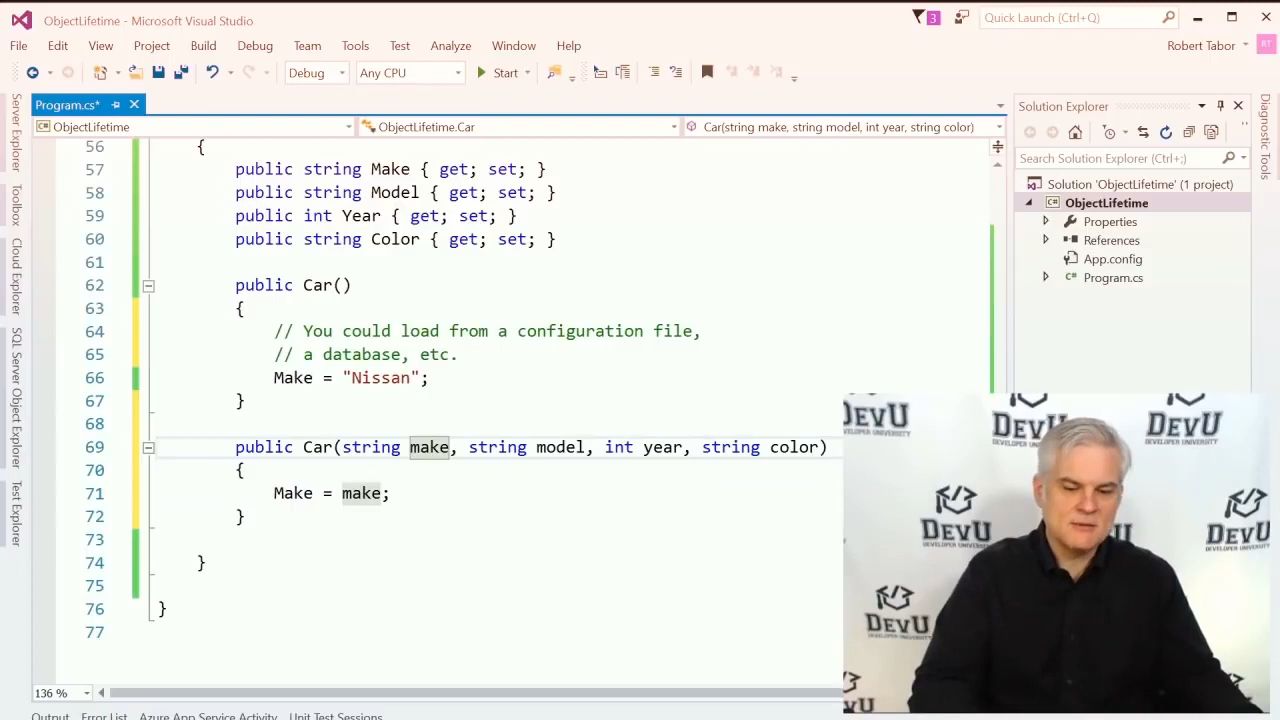 ObjectLifetime - Microsoft Visual Studio
3
Quick Launch (Ctrl+Q)
File Edit View Project Build Debug Team Tools Test Analyze Window Help
Robert Tabor
RT
Debug
Any CPU
Start
Program.cs*
ObjectLifetime
ObjectLifetime.Car
Car(string make, string model, int year, string color)
56 {
57 public string Make { get; set; }
58 public string Model { get; set; }
59 public int Year { get; set; }
60 public string Color { get; set; }
61
62 public Car()
63 {
64 // You could load from a configuration file,
65 // a database, etc.
66 Make = "Nissan";
67 }
68
69 public Car(string make, string model, int year, string color)
70 {
71 Make = make;
72 }
73
74 }
75
76 }
77
136 %
Output Error List Azure App Service Activity Unit Test Sessions
Server Explorer
Toolbox
Cloud Explorer
SQL Server Object Explorer
Test Explorer
Solution Explorer
Search Solution Explorer (Ctrl+;)
Solution 'ObjectLifetime' (1 project)
C# ObjectLifetime
Properties
References
App.config
C# Program.cs
Diagnostic Tools
DEVU
DEVU
DEVU
DEVU
DEVELOPER UNIVERSITY
DEVU
DEVU
DEVELOPER UNIVERSITY